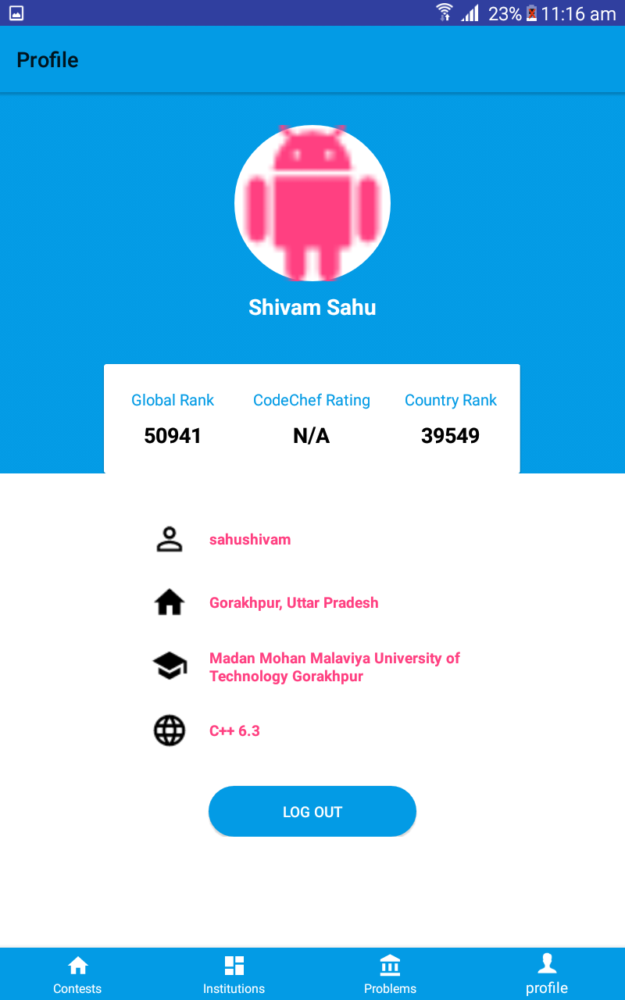 23% 11:16 am
Profile
Shivam Sahu
Global Rank CodeChef Rating Country Rank
50941 N/A 39549
sahushivam
Gorakhpur, Uttar Pradesh
Madan Mohan Malaviya University of
Technology Gorakhpur
C++ 6.3
LOG OUT
Contests Institutions Problems profile